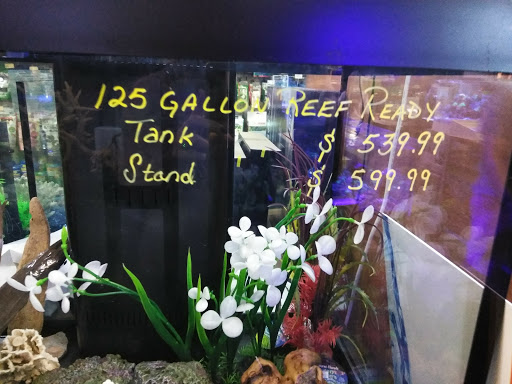 125 GALLON REEF READY
Tank $ 539.99
Stand $ 599.99